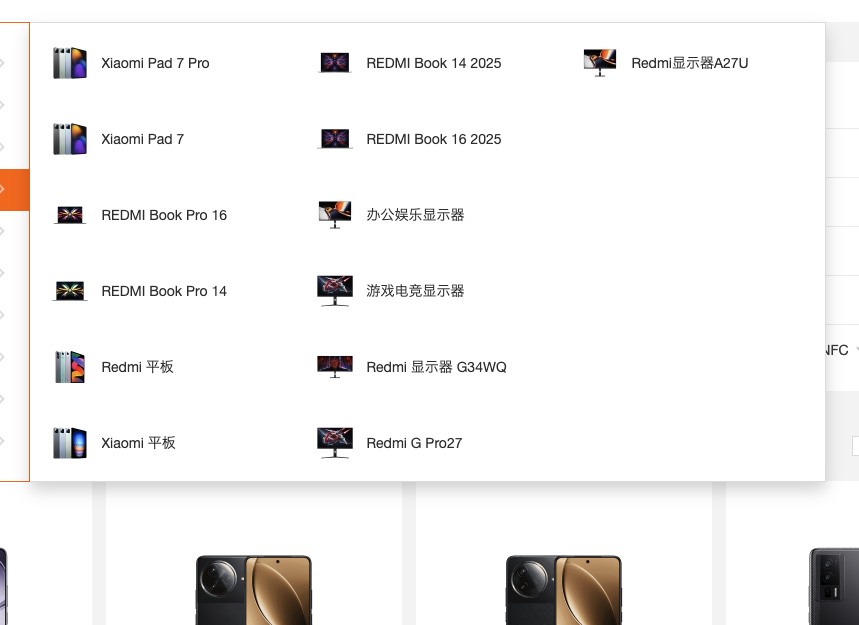 Xiaomi Pad 7 Pro
Xiaomi Pad 7
REDMI Book Pro 16
REDMI Book Pro 14
Redmi 平板
Xiaomi 平板
REDMI Book 14 2025
REDMI Book 16 2025
办公娱乐显示器
游戏电竞显示器
Redmi 显示器 G34WQ
Redmi G Pro27
Redmi显示器A27U
NFC